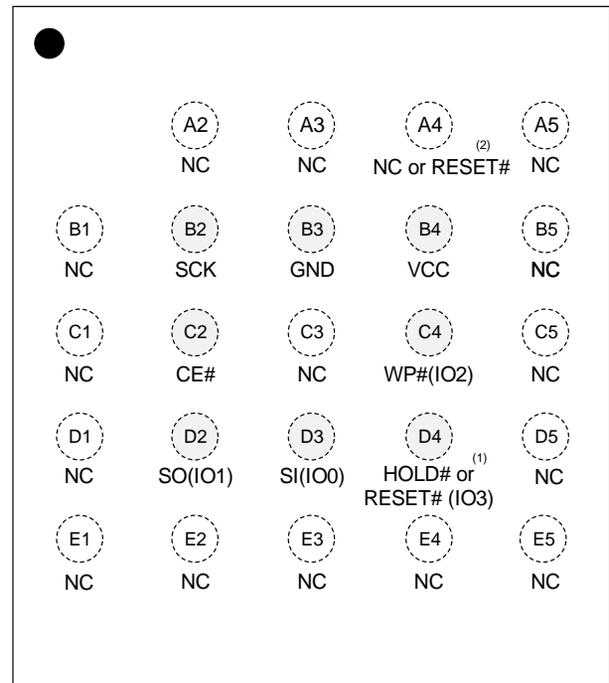 A2 A3 A4 A5
(2)
NC NC NC or RESET# NC
B1 B2 B3 B4 B5
NC SCK GND VCC NC
C1 C2 C3 C4 C5
NC CE# NC WP#(IO2) NC
D1 D2 D3 D4 D5
(1)
NC SO(IO1) SI(IO0) HOLD# or NC
RESET# (IO3)
E1 E2 E3 E4 E5
NC NC NC NC NC